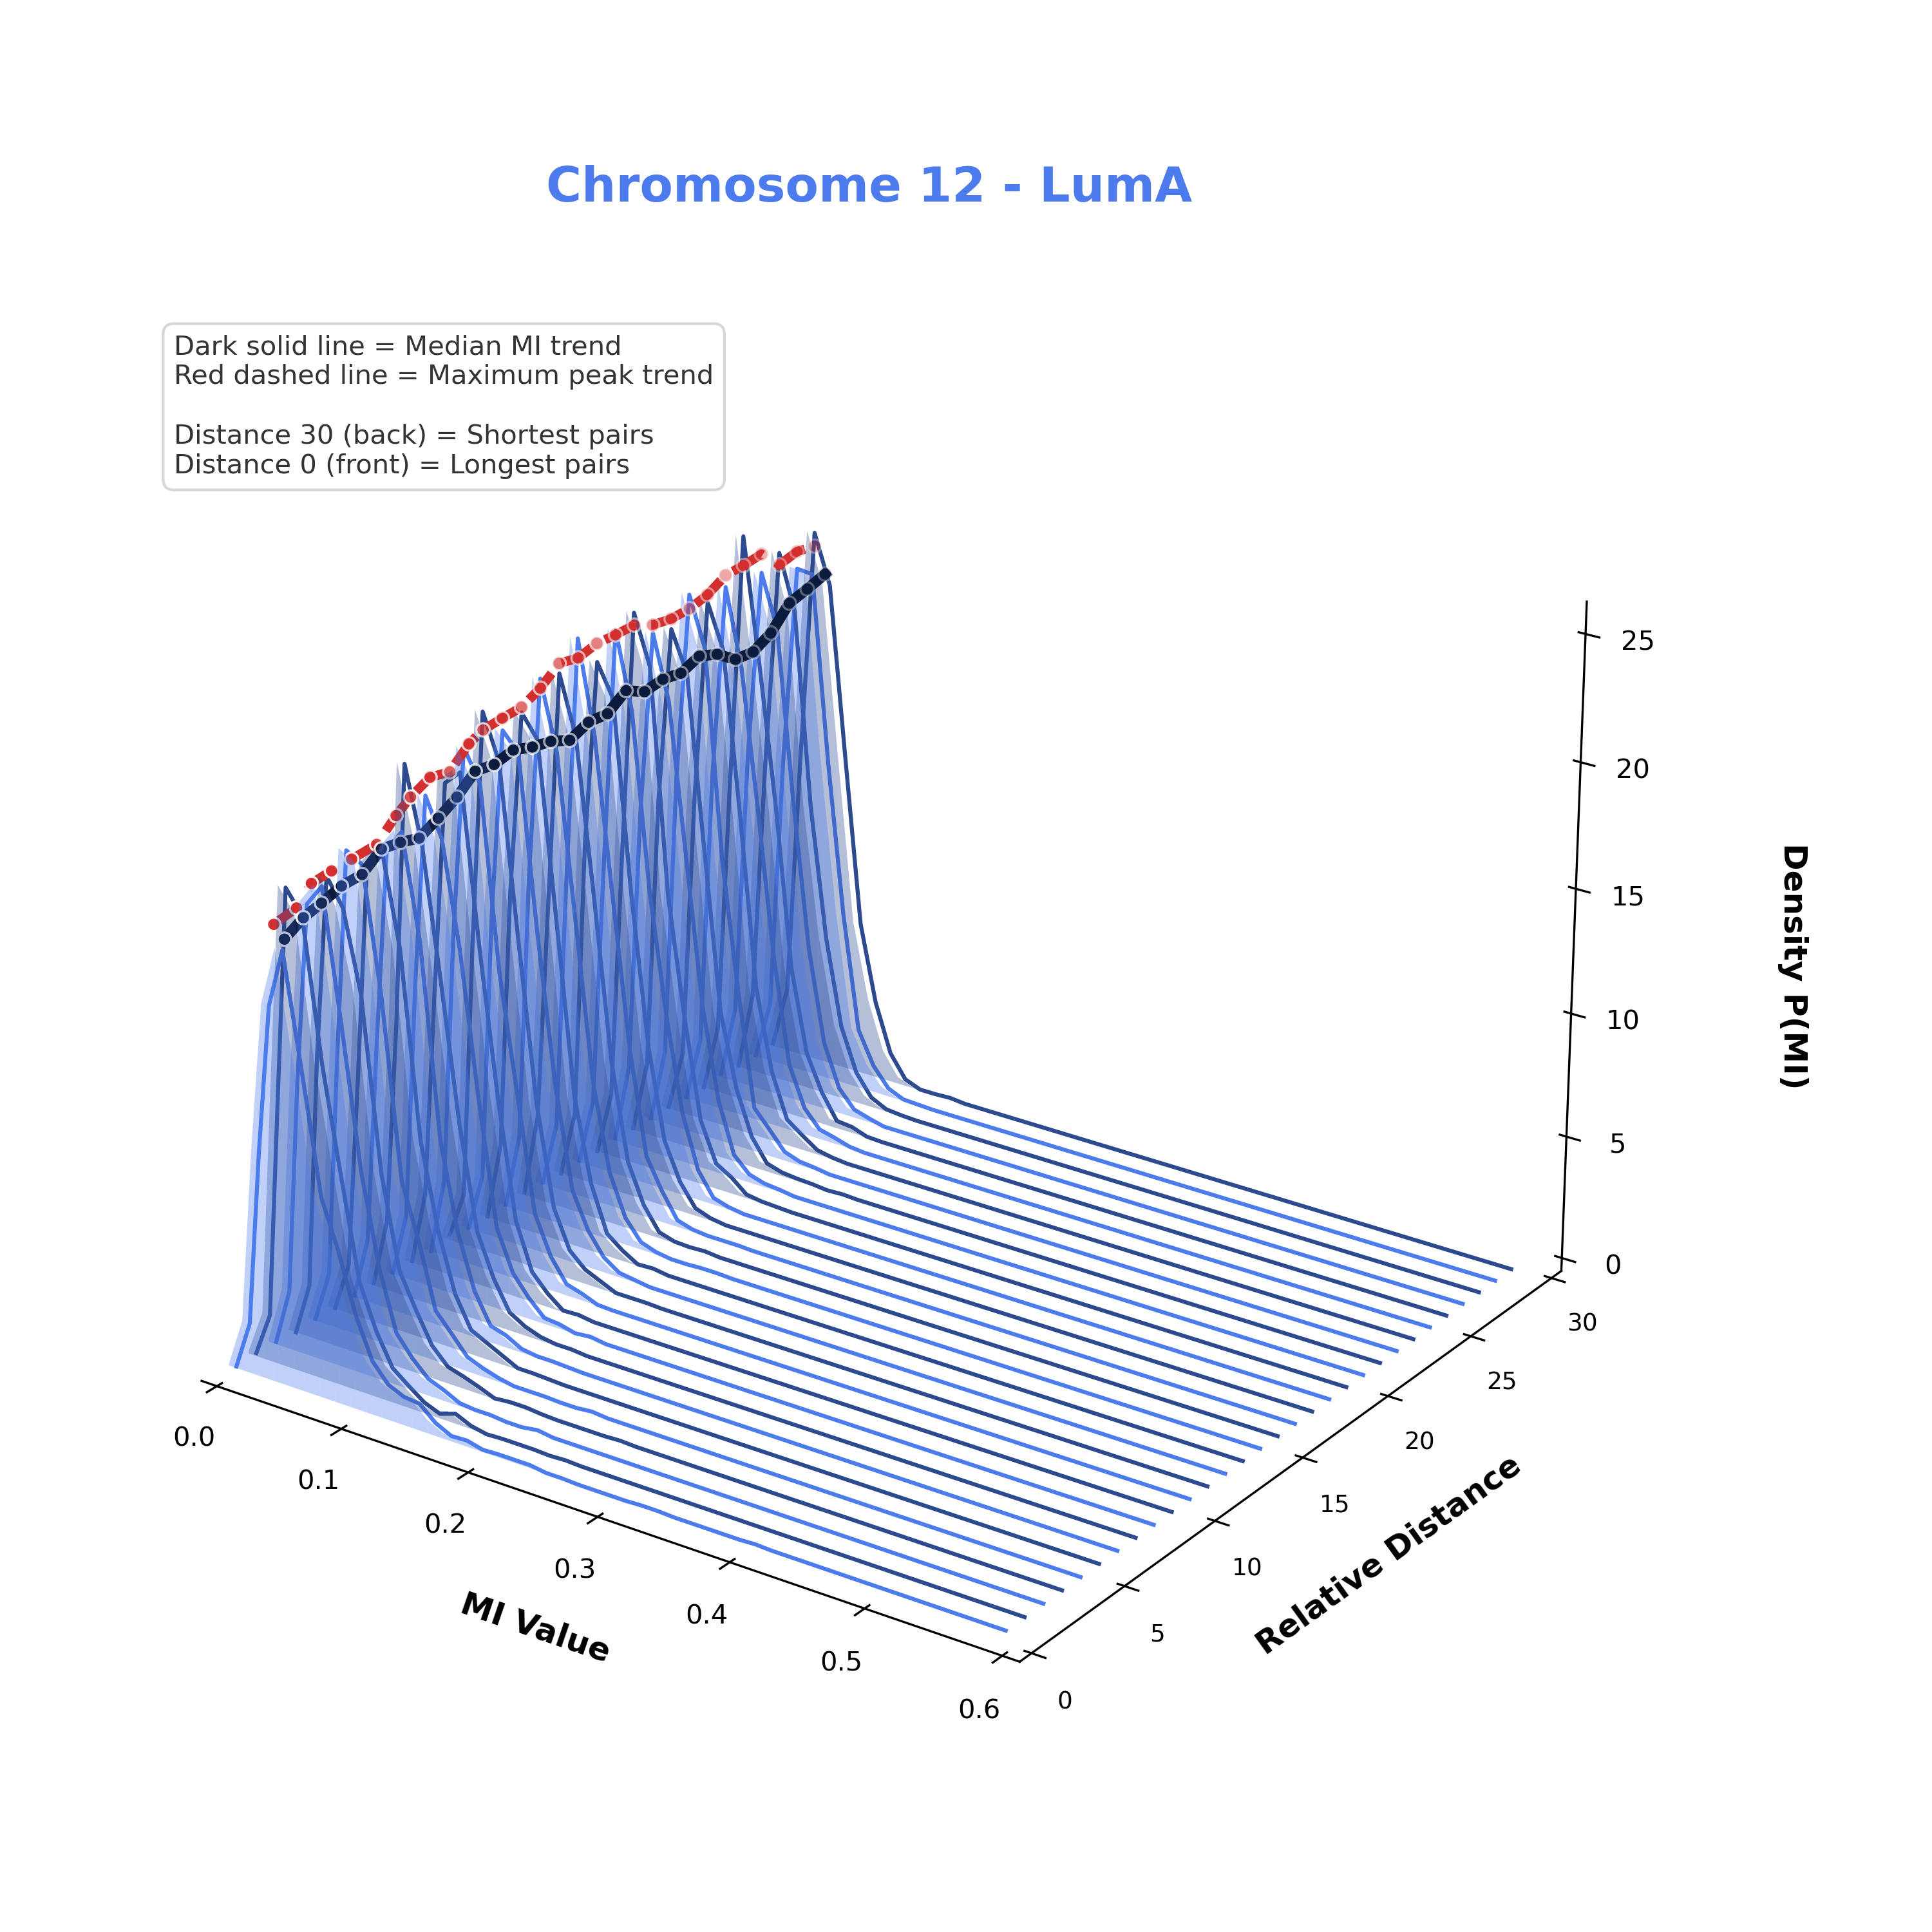 Chromosome 12 - LumA
Dark solid line = Median MI trend
Red dashed line = Maximum peak trend
Distance 30 (back) = Shortest pairs
Distance 0 (front) = Longest pairs
25
20
15
10
5
0
Density P(MI)
30
25
20
15
10
5
0
Relative Distance
0.0
0.1
0.2
0.3
0.4
0.5
0.6
MI Value